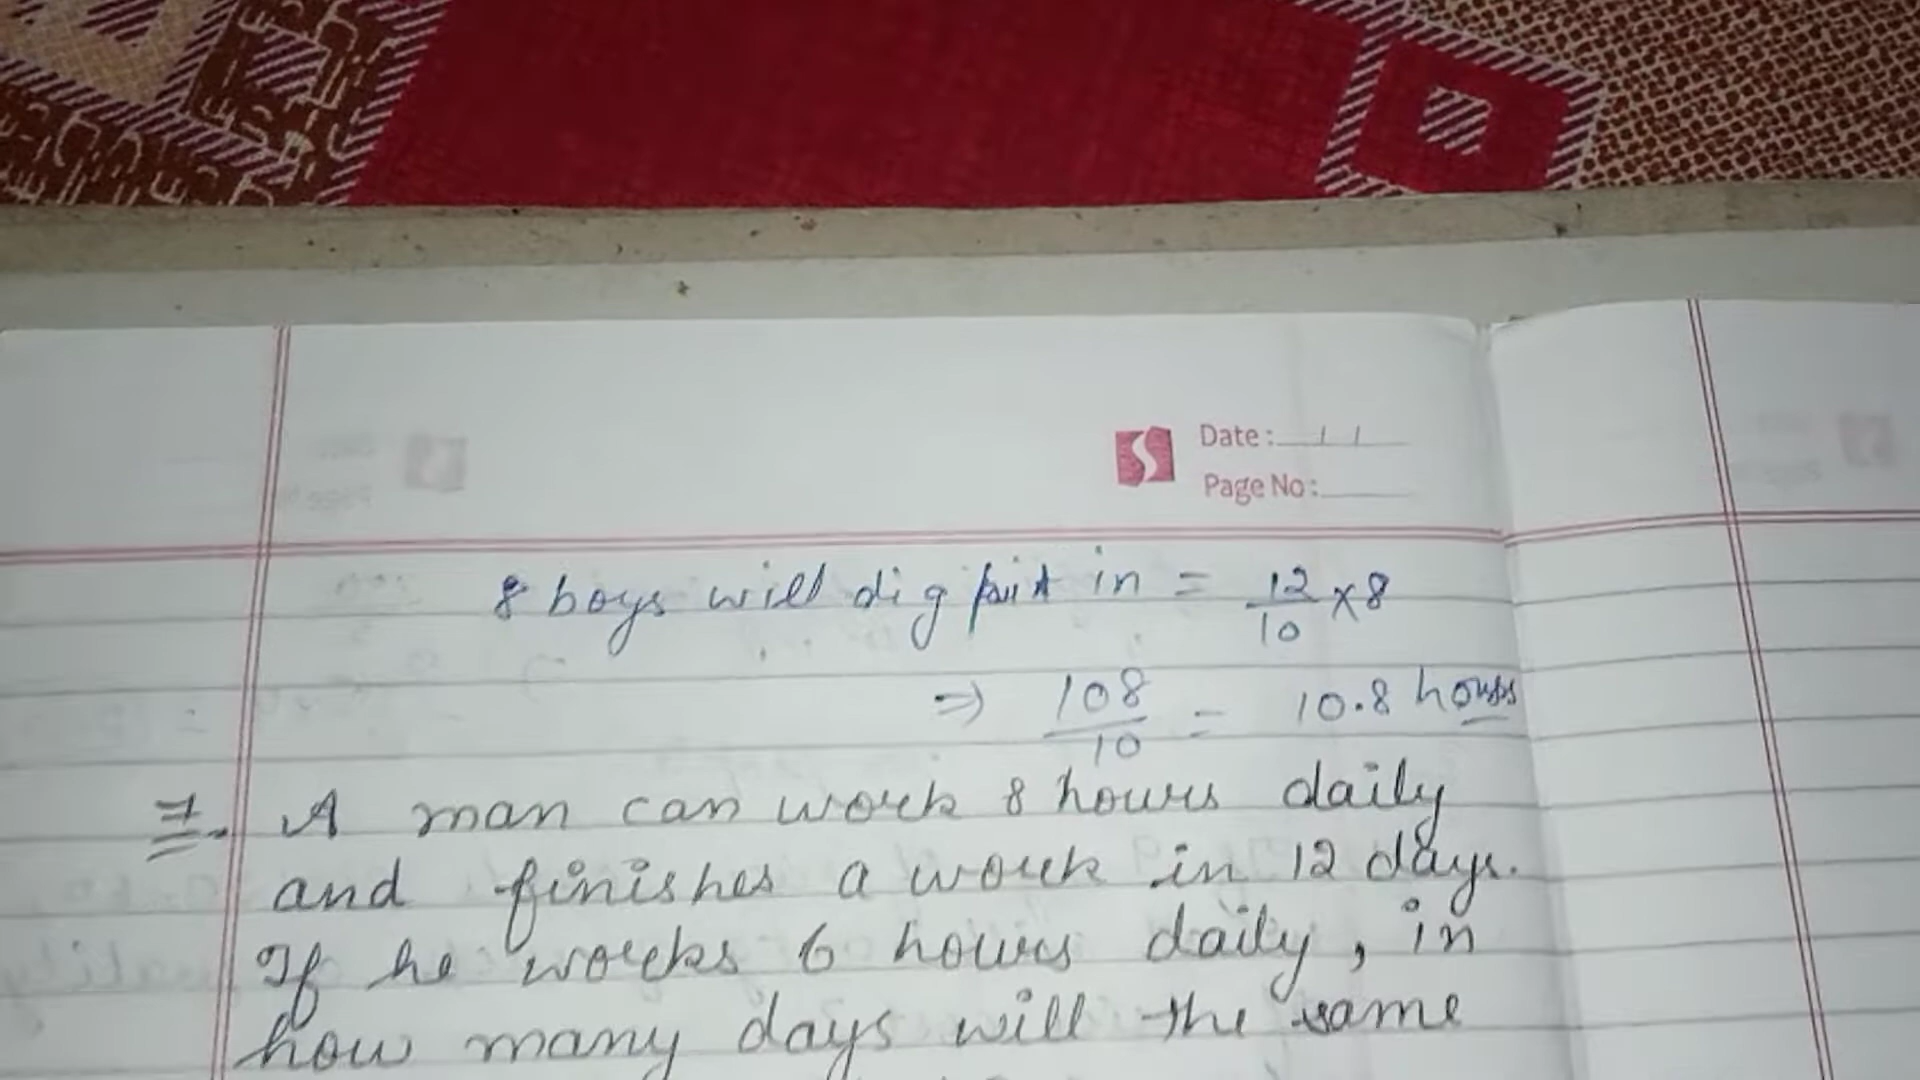 Date: / /
Page No:
8 boys will dig pit in = 12/10 × 8
⇒ 108/10 = 10.8 hours
7. A man can work 8 hours daily
and finishes a work in 12 days.
If he works 6 hours daily, in
how many days will the same